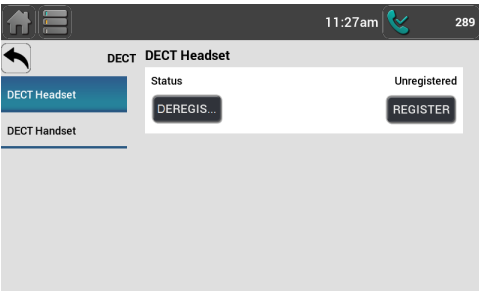 11:27am 289
DECT DECT Headset
DECT Headset
DECT Handset
Status Unregistered
DEREGIS... REGISTER